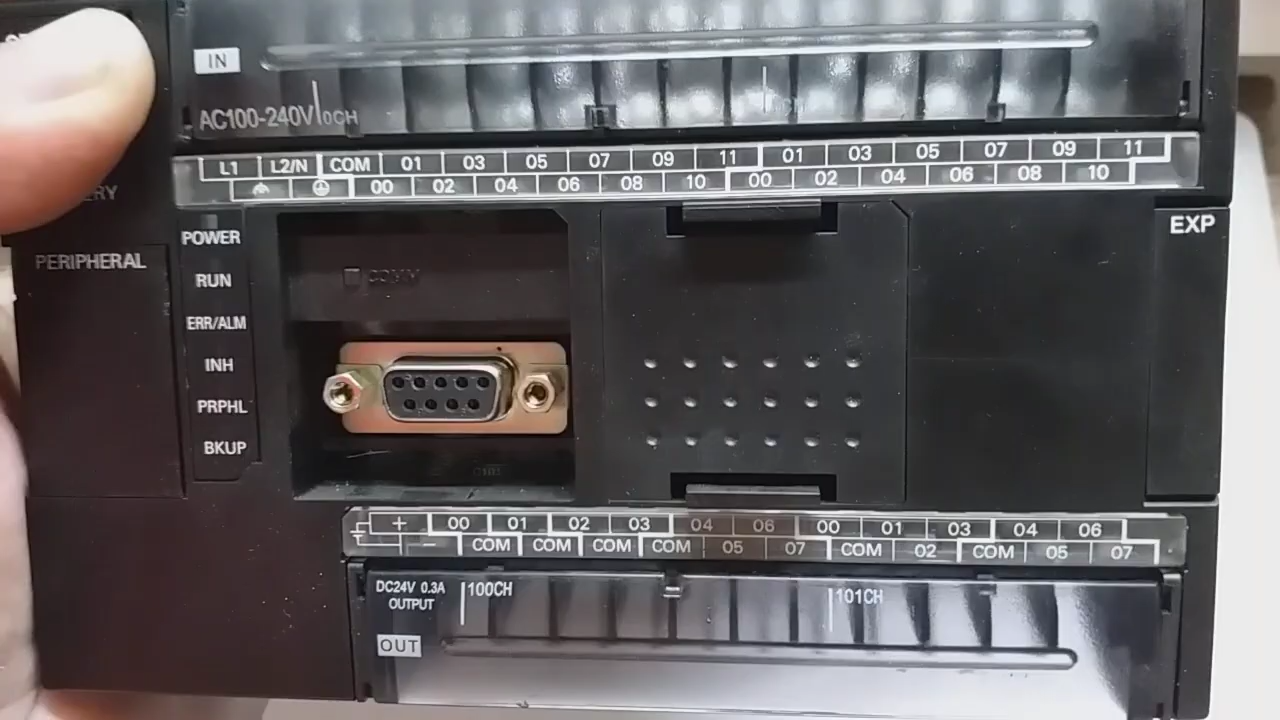 IN
AC100-240V 0CH
L1 L2/N COM 01 03 05 07 09 11 01 03 05 07 09 11
00 02 04 06 08 10 00 02 04 06 08 10
POWER
RUN
ERR/ALM
INH
PRPHL
BKUP
PERIPHERAL
COMM
EXP
+ 00 01 02 03 04 06 00 01 03 04 06
- COM COM COM COM 05 07 COM 02 COM 05 07
DC24V 0.3A
OUTPUT
100CH
101CH
OUT